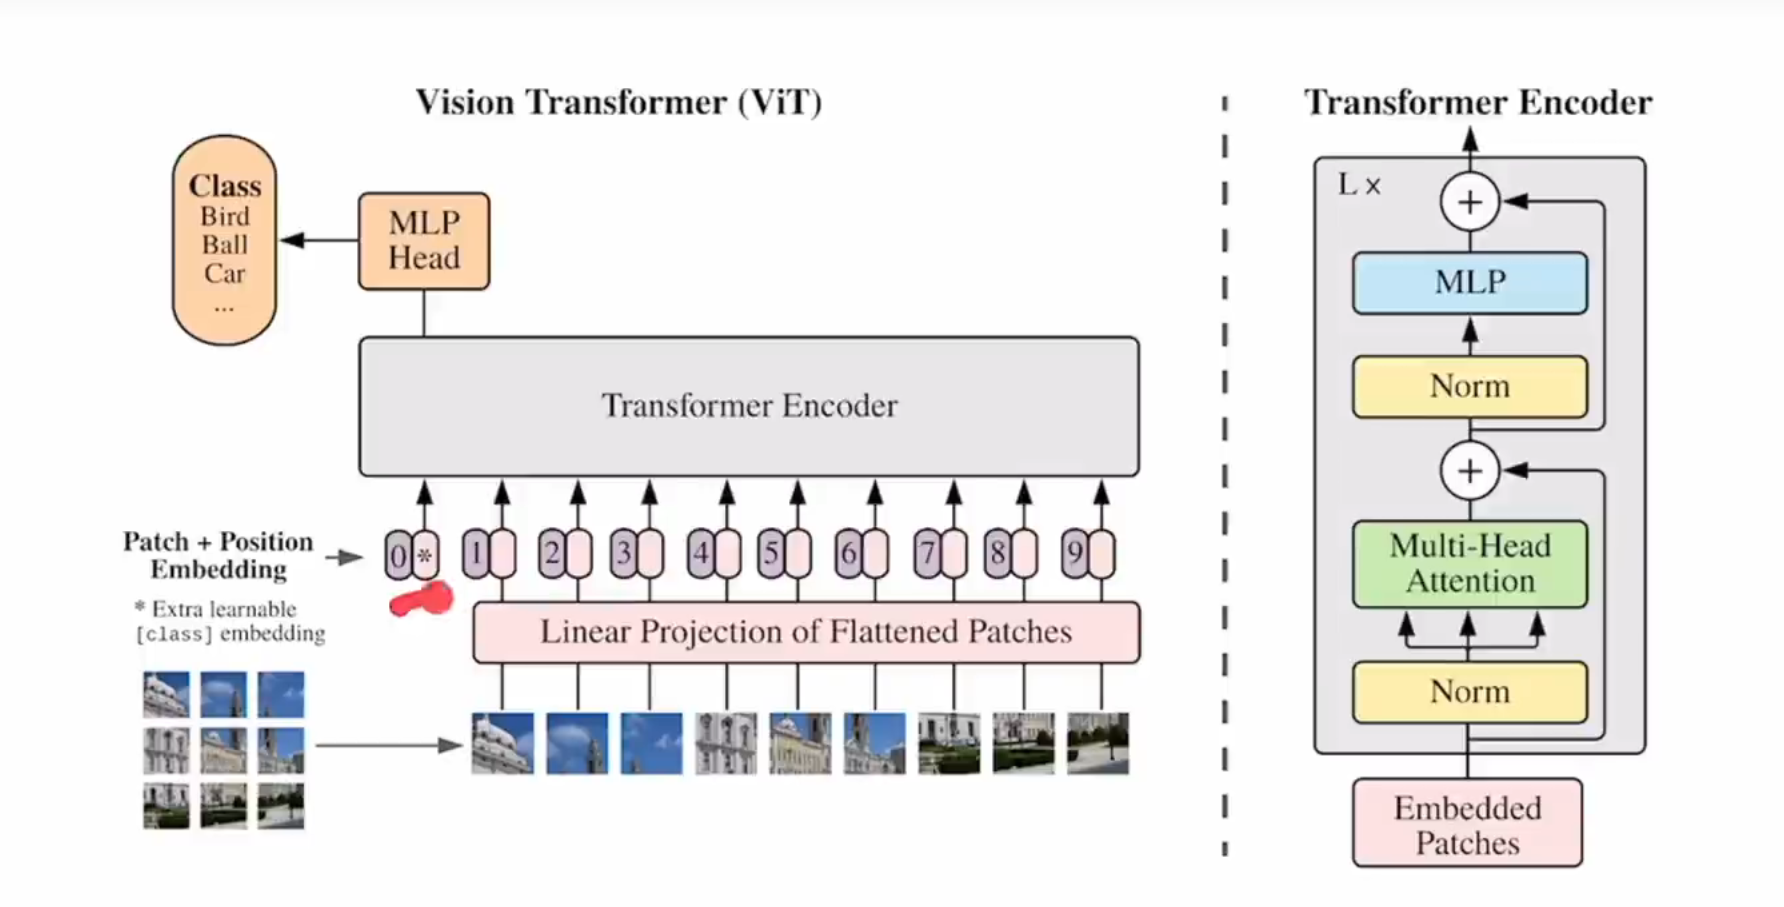 Vision Transformer (ViT)
Class
Bird
Ball
Car
...
MLP
Head
Transformer Encoder
Patch + Position
Embedding
0 * 1 2 3 4 5 6 7 8 9
* Extra learnable
[class] embedding
Linear Projection of Flattened Patches
Transformer Encoder
L x
+
MLP
Norm
+
Multi-Head
Attention
Norm
Embedded
Patches